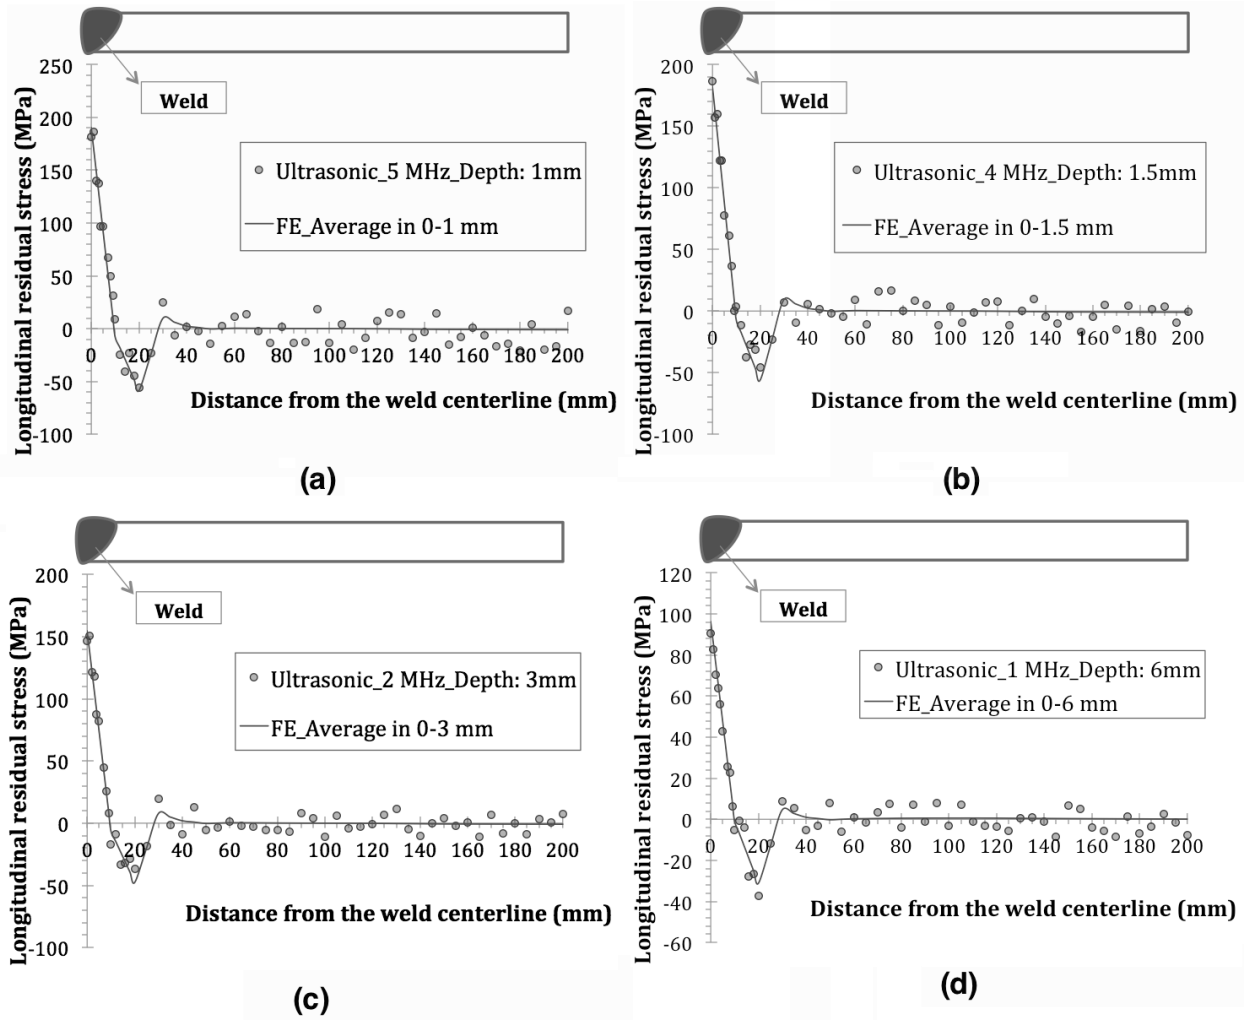 250
200
150
100
50
0
-50
-100
Longitudinal residual stress (MPa)
Weld
Ultrasonic_5 MHz_Depth: 1mm
FE_Average in 0-1 mm
0 20 40 60 80 100 120 140 160 180 200
Distance from the weld centerline (mm)
(a)
200
150
100
50
0
-50
-100
Longitudinal residual stress (MPa)
Weld
Ultrasonic_4 MHz_Depth: 1.5mm
FE_Average in 0-1.5 mm
0 20 40 60 80 100 120 140 160 180 200
Distance from the weld centerline (mm)
(b)
200
150
100
50
0
-50
-100
Longitudinal residual stress (MPa)
Weld
Ultrasonic_2 MHz_Depth: 3mm
FE_Average in 0-3 mm
0 20 40 60 80 100 120 140 160 180 200
Distance from the weld centerline (mm)
(c)
120
100
80
60
40
20
0
-20
-40
-60
Longitudinal residual stress (MPa)
Weld
Ultrasonic_1 MHz_Depth: 6mm
FE_Average in 0-6 mm
0 20 40 60 80 100 120 140 160 180 200
Distance from the weld centerline (mm)
(d)